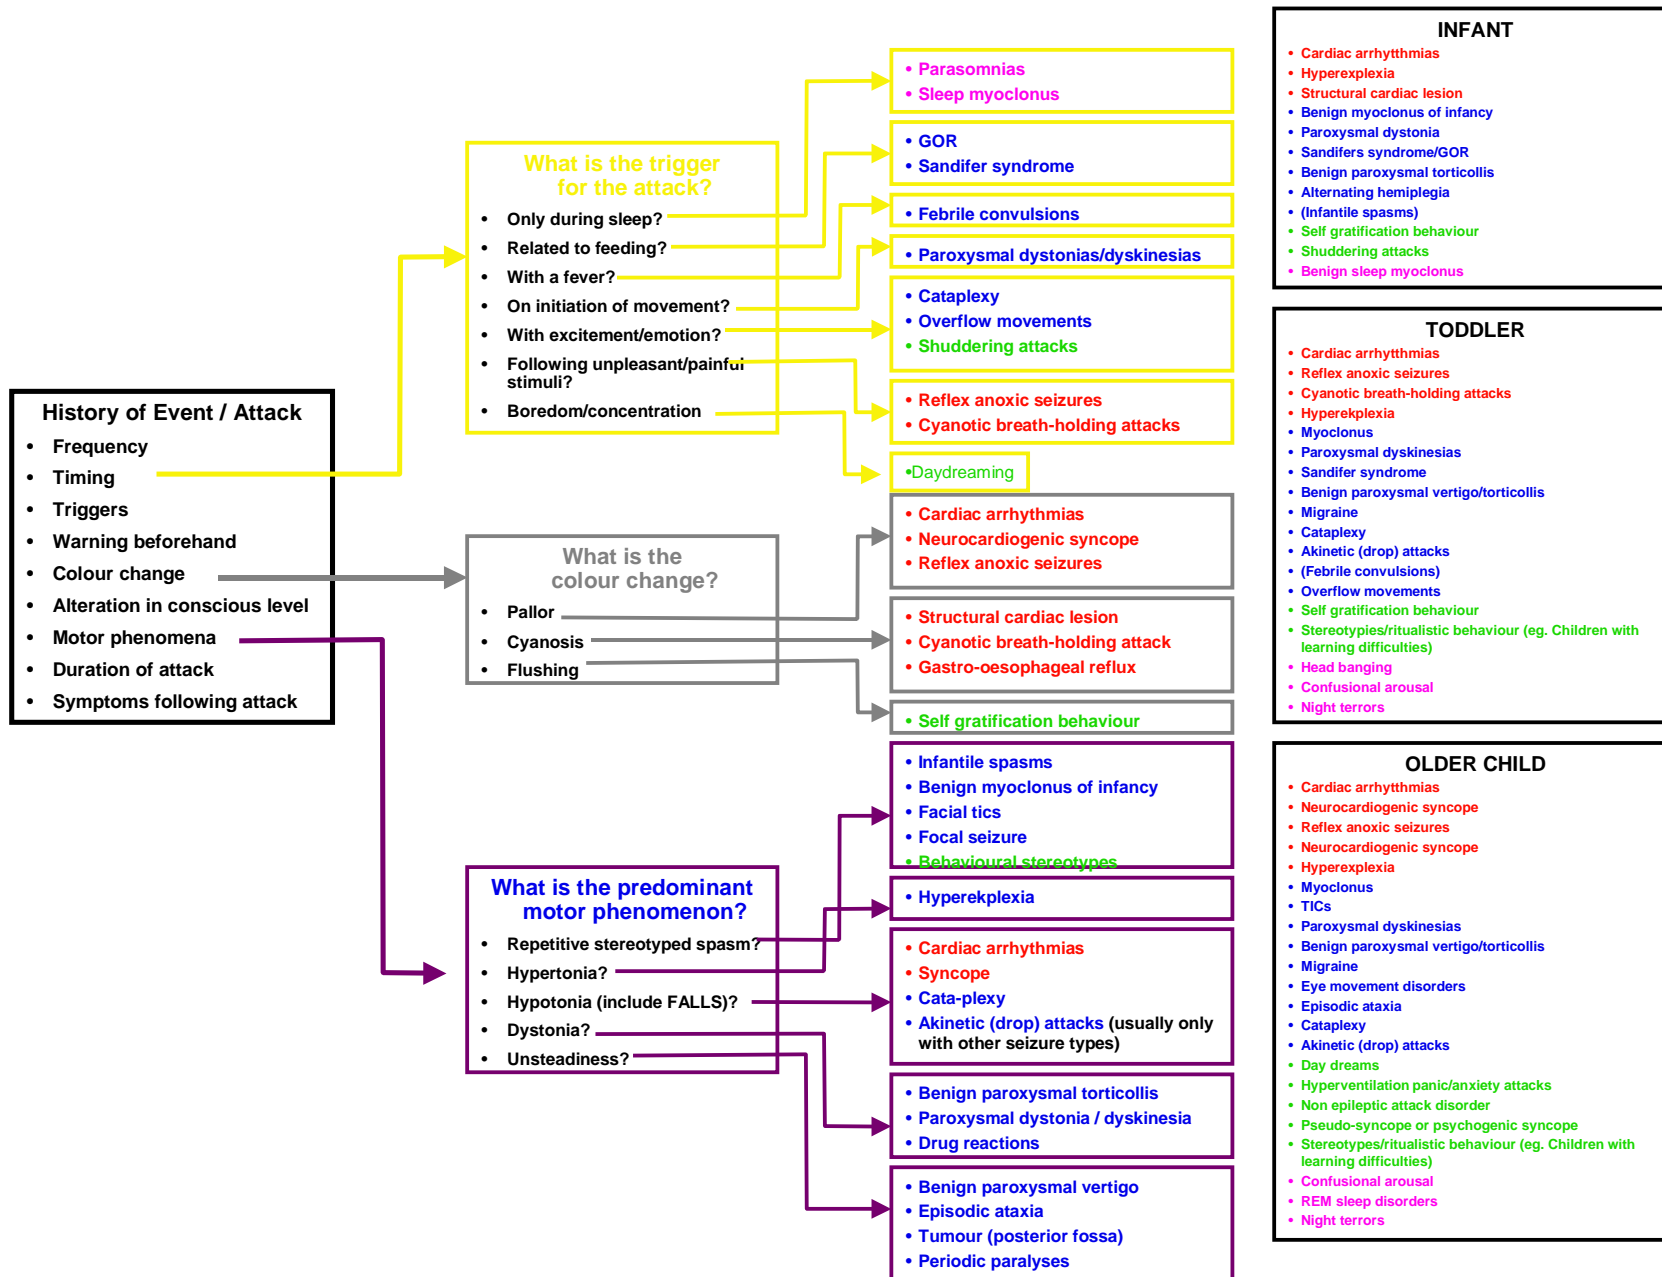 History of Event / Attack
• Frequency
• Timing
• Triggers
• Warning beforehand
• Colour change
• Alteration in conscious level
• Motor phenomena
• Duration of attack
• Symptoms following attack
What is the trigger
for the attack?
• Only during sleep?
• Related to feeding?
• With a fever?
• On initiation of movement?
• With excitement/emotion?
• Following unpleasant/painful
stimuli?
• Boredom/concentration
What is the
colour change?
• Pallor
• Cyanosis
• Flushing
What is the predominant
motor phenomenon?
• Repetitive stereotyped spasm?
• Hypertonia?
• Hypotonia (include FALLS)?
• Dystonia?
• Unsteadiness?
• Parasomnias
• Sleep myoclonus
• GOR
• Sandifer syndrome
• Febrile convulsions
• Paroxysmal dystonias/dyskinesias
• Cataplexy
• Overflow movements
• Shuddering attacks
• Reflex anoxic seizures
• Cyanotic breath-holding attacks
•Daydreaming
• Cardiac arrhythmias
• Neurocardiogenic syncope
• Reflex anoxic seizures
• Structural cardiac lesion
• Cyanotic breath-holding attack
• Gastro-oesophageal reflux
• Self gratification behaviour
• Infantile spasms
• Benign myoclonus of infancy
• Facial tics
• Focal seizure
• Behavioural stereotypes
• Hyperekplexia
• Cardiac arrhythmias
• Syncope
• Cata-plexy
• Akinetic (drop) attacks (usually only
with other seizure types)
• Benign paroxysmal torticollis
• Paroxysmal dystonia / dyskinesia
• Drug reactions
• Benign paroxysmal vertigo
• Episodic ataxia
• Tumour (posterior fossa)
• Periodic paralyses
INFANT
• Cardiac arrhytthmias
• Hyperexplexia
• Structural cardiac lesion
• Benign myoclonus of infancy
• Paroxysmal dystonia
• Sandifers syndrome/GOR
• Benign paroxysmal torticollis
• Alternating hemiplegia
• (Infantile spasms)
• Self gratification behaviour
• Shuddering attacks
• Benign sleep myoclonus
TODDLER
• Cardiac arrhytthmias
• Reflex anoxic seizures
• Cyanotic breath-holding attacks
• Hyperekplexia
• Myoclonus
• Paroxysmal dyskinesias
• Sandifer syndrome
• Benign paroxysmal vertigo/torticollis
• Migraine
• Cataplexy
• Akinetic (drop) attacks
• (Febrile convulsions)
• Overflow movements
• Self gratification behaviour
• Stereotypies/ritualistic behaviour (eg. Children with
learning difficulties)
• Head banging
• Confusional arousal
• Night terrors
OLDER CHILD
• Cardiac arrhytthmias
• Neurocardiogenic syncope
• Reflex anoxic seizures
• Neurocardiogenic syncope
• Hyperexplexia
• Myoclonus
• TICs
• Paroxysmal dyskinesias
• Benign paroxysmal vertigo/torticollis
• Migraine
• Eye movement disorders
• Episodic ataxia
• Cataplexy
• Akinetic (drop) attacks
• Day dreams
• Hyperventilation panic/anxiety attacks
• Non epileptic attack disorder
• Pseudo-syncope or psychogenic syncope
• Stereotypes/ritualistic behaviour (eg. Children with
learning difficulties)
• Confusional arousal
• REM sleep disorders
• Night terrors